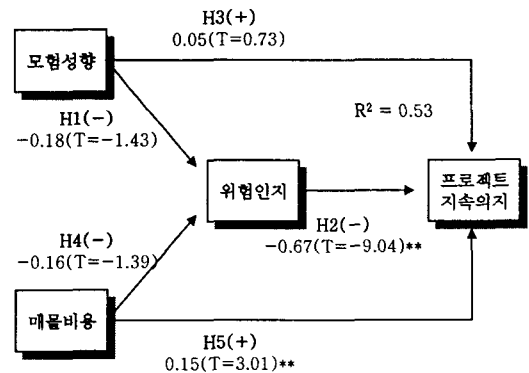 H3(+)
0.05(T=0.73)
모험성향
H1(-)
-0.18(T=-1.43)
R² = 0.53
위험인지
프로젝트
지속의지
H2(-)
-0.67(T=-9.04)**
H4(-)
-0.16(T=-1.39)
매몰비용
H5(+)
0.15(T=3.01)**